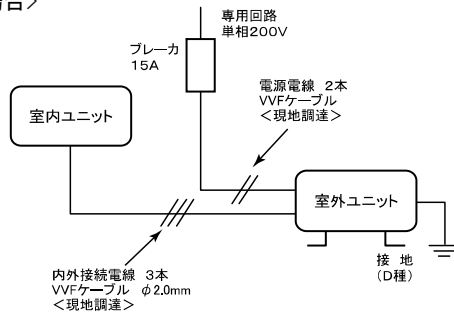 合＞
専用回路
単相200V
ブレーカ
15A
電源電線 2本
VVFケーブル
＜現地調達＞
室内ユニット
室外ユニット
接 地
（D種）
内外接続電線 3本
VVFケーブル φ2.0mm
＜現地調達＞